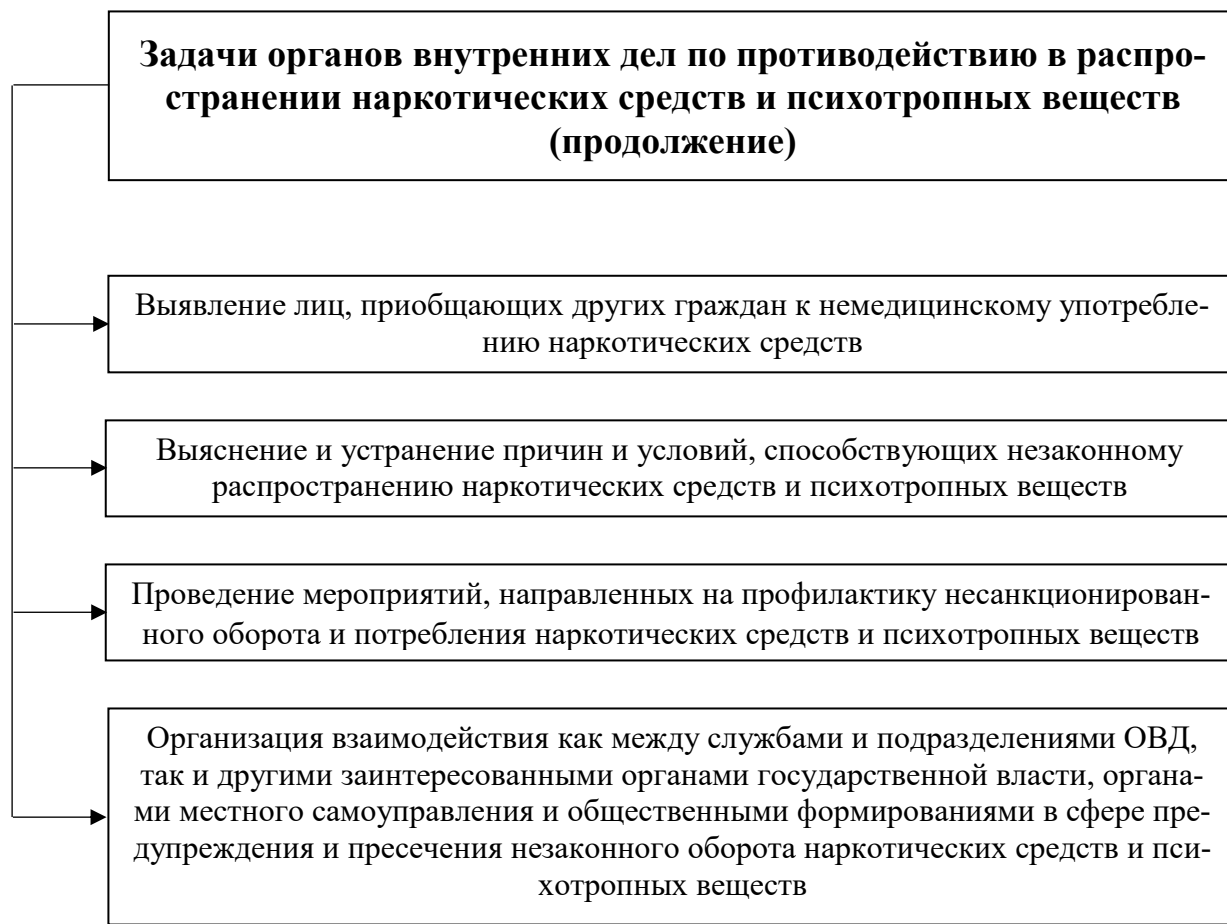 Задачи органов внутренних дел по противодействию в распро-
странении наркотических средств и психотропных веществ
(продолжение)
Выявление лиц, приобщающих других граждан к немедицинскому употребле-
нию наркотических средств
Выяснение и устранение причин и условий, способствующих незаконному
распространению наркотических средств и психотропных веществ
Проведение мероприятий, направленных на профилактику несанкционирован-
ного оборота и потребления наркотических средств и психотропных веществ
Организация взаимодействия как между службами и подразделениями ОВД,
так и другими заинтересованными органами государственной власти, органа-
ми местного самоуправления и общественными формированиями в сфере пре-
дупреждения и пресечения незаконного оборота наркотических средств и пси-
хотропных веществ